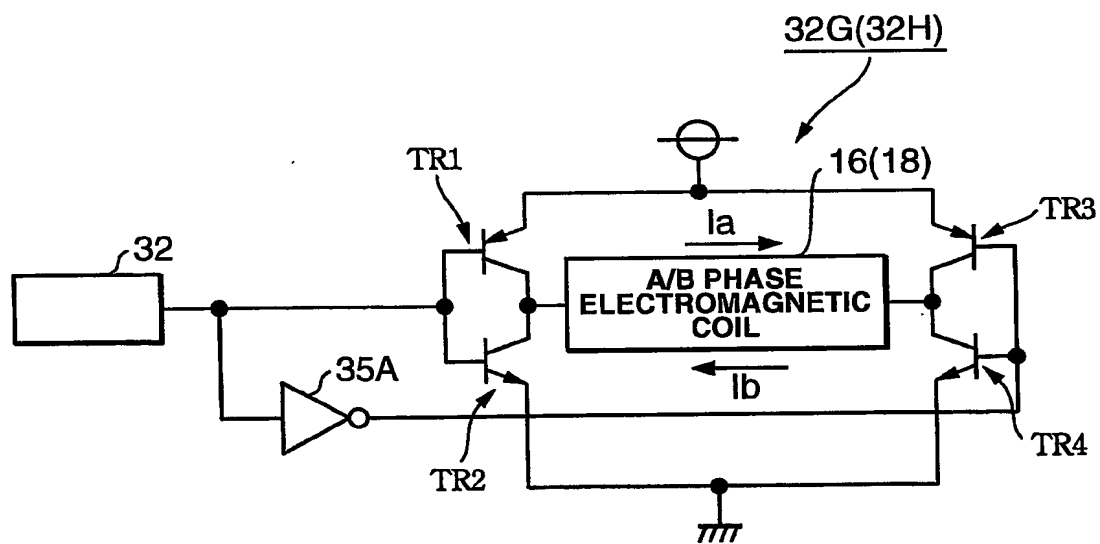 32G(32H)
TR1
16(18)
TR3
Ia
32
A/B PHASE
ELECTROMAGNETIC
COIL
35A
Ib
TR2
TR4